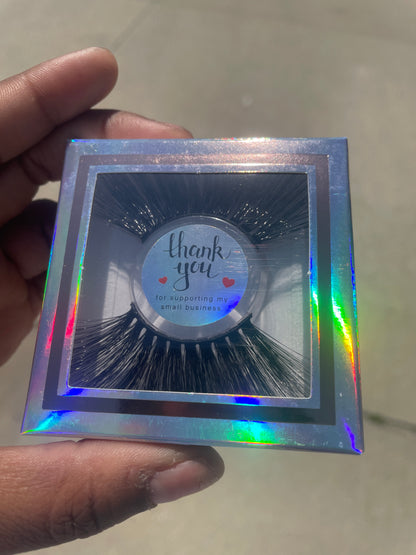 thank
you
for supporting my
small business